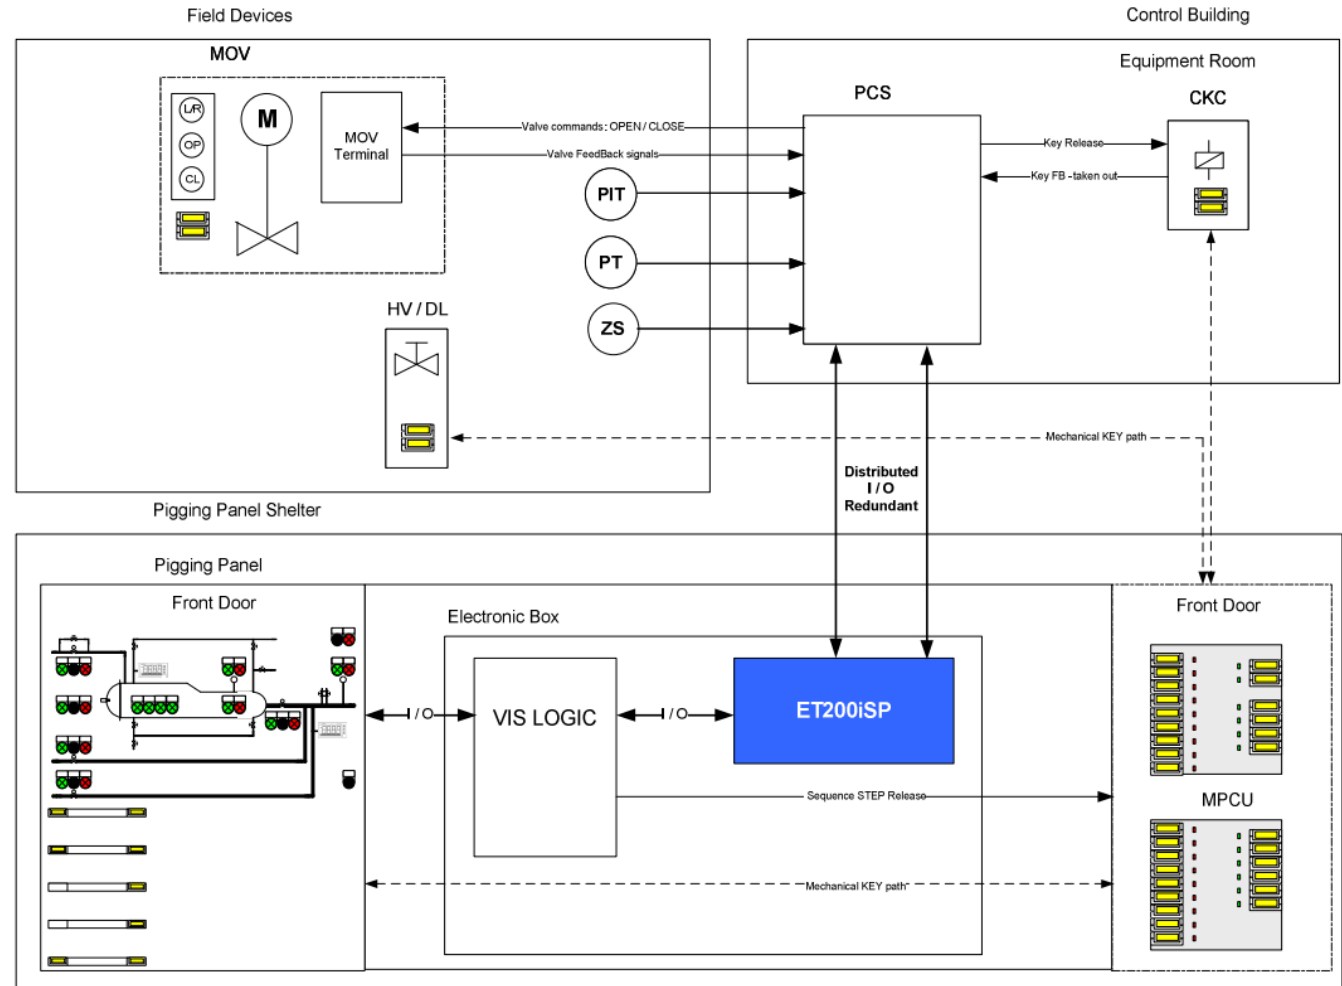 Field Devices
Control Building
MOV
Equipment Room
PCS
CKC
L/R
OP
CL
M
MOV
Terminal
Valve commands: OPEN / CLOSE
Valve FeedBack signals
Key Release
Key FB - taken out
PIT
PT
ZS
HV / DL
Mechanical KEY path
Distributed
I / O
Redundant
Pigging Panel Shelter
Pigging Panel
Front Door
Front Door
Electronic Box
I / O
VIS LOGIC
I / O
ET200iSP
Sequence STEP Release
MPCU
Mechanical KEY path